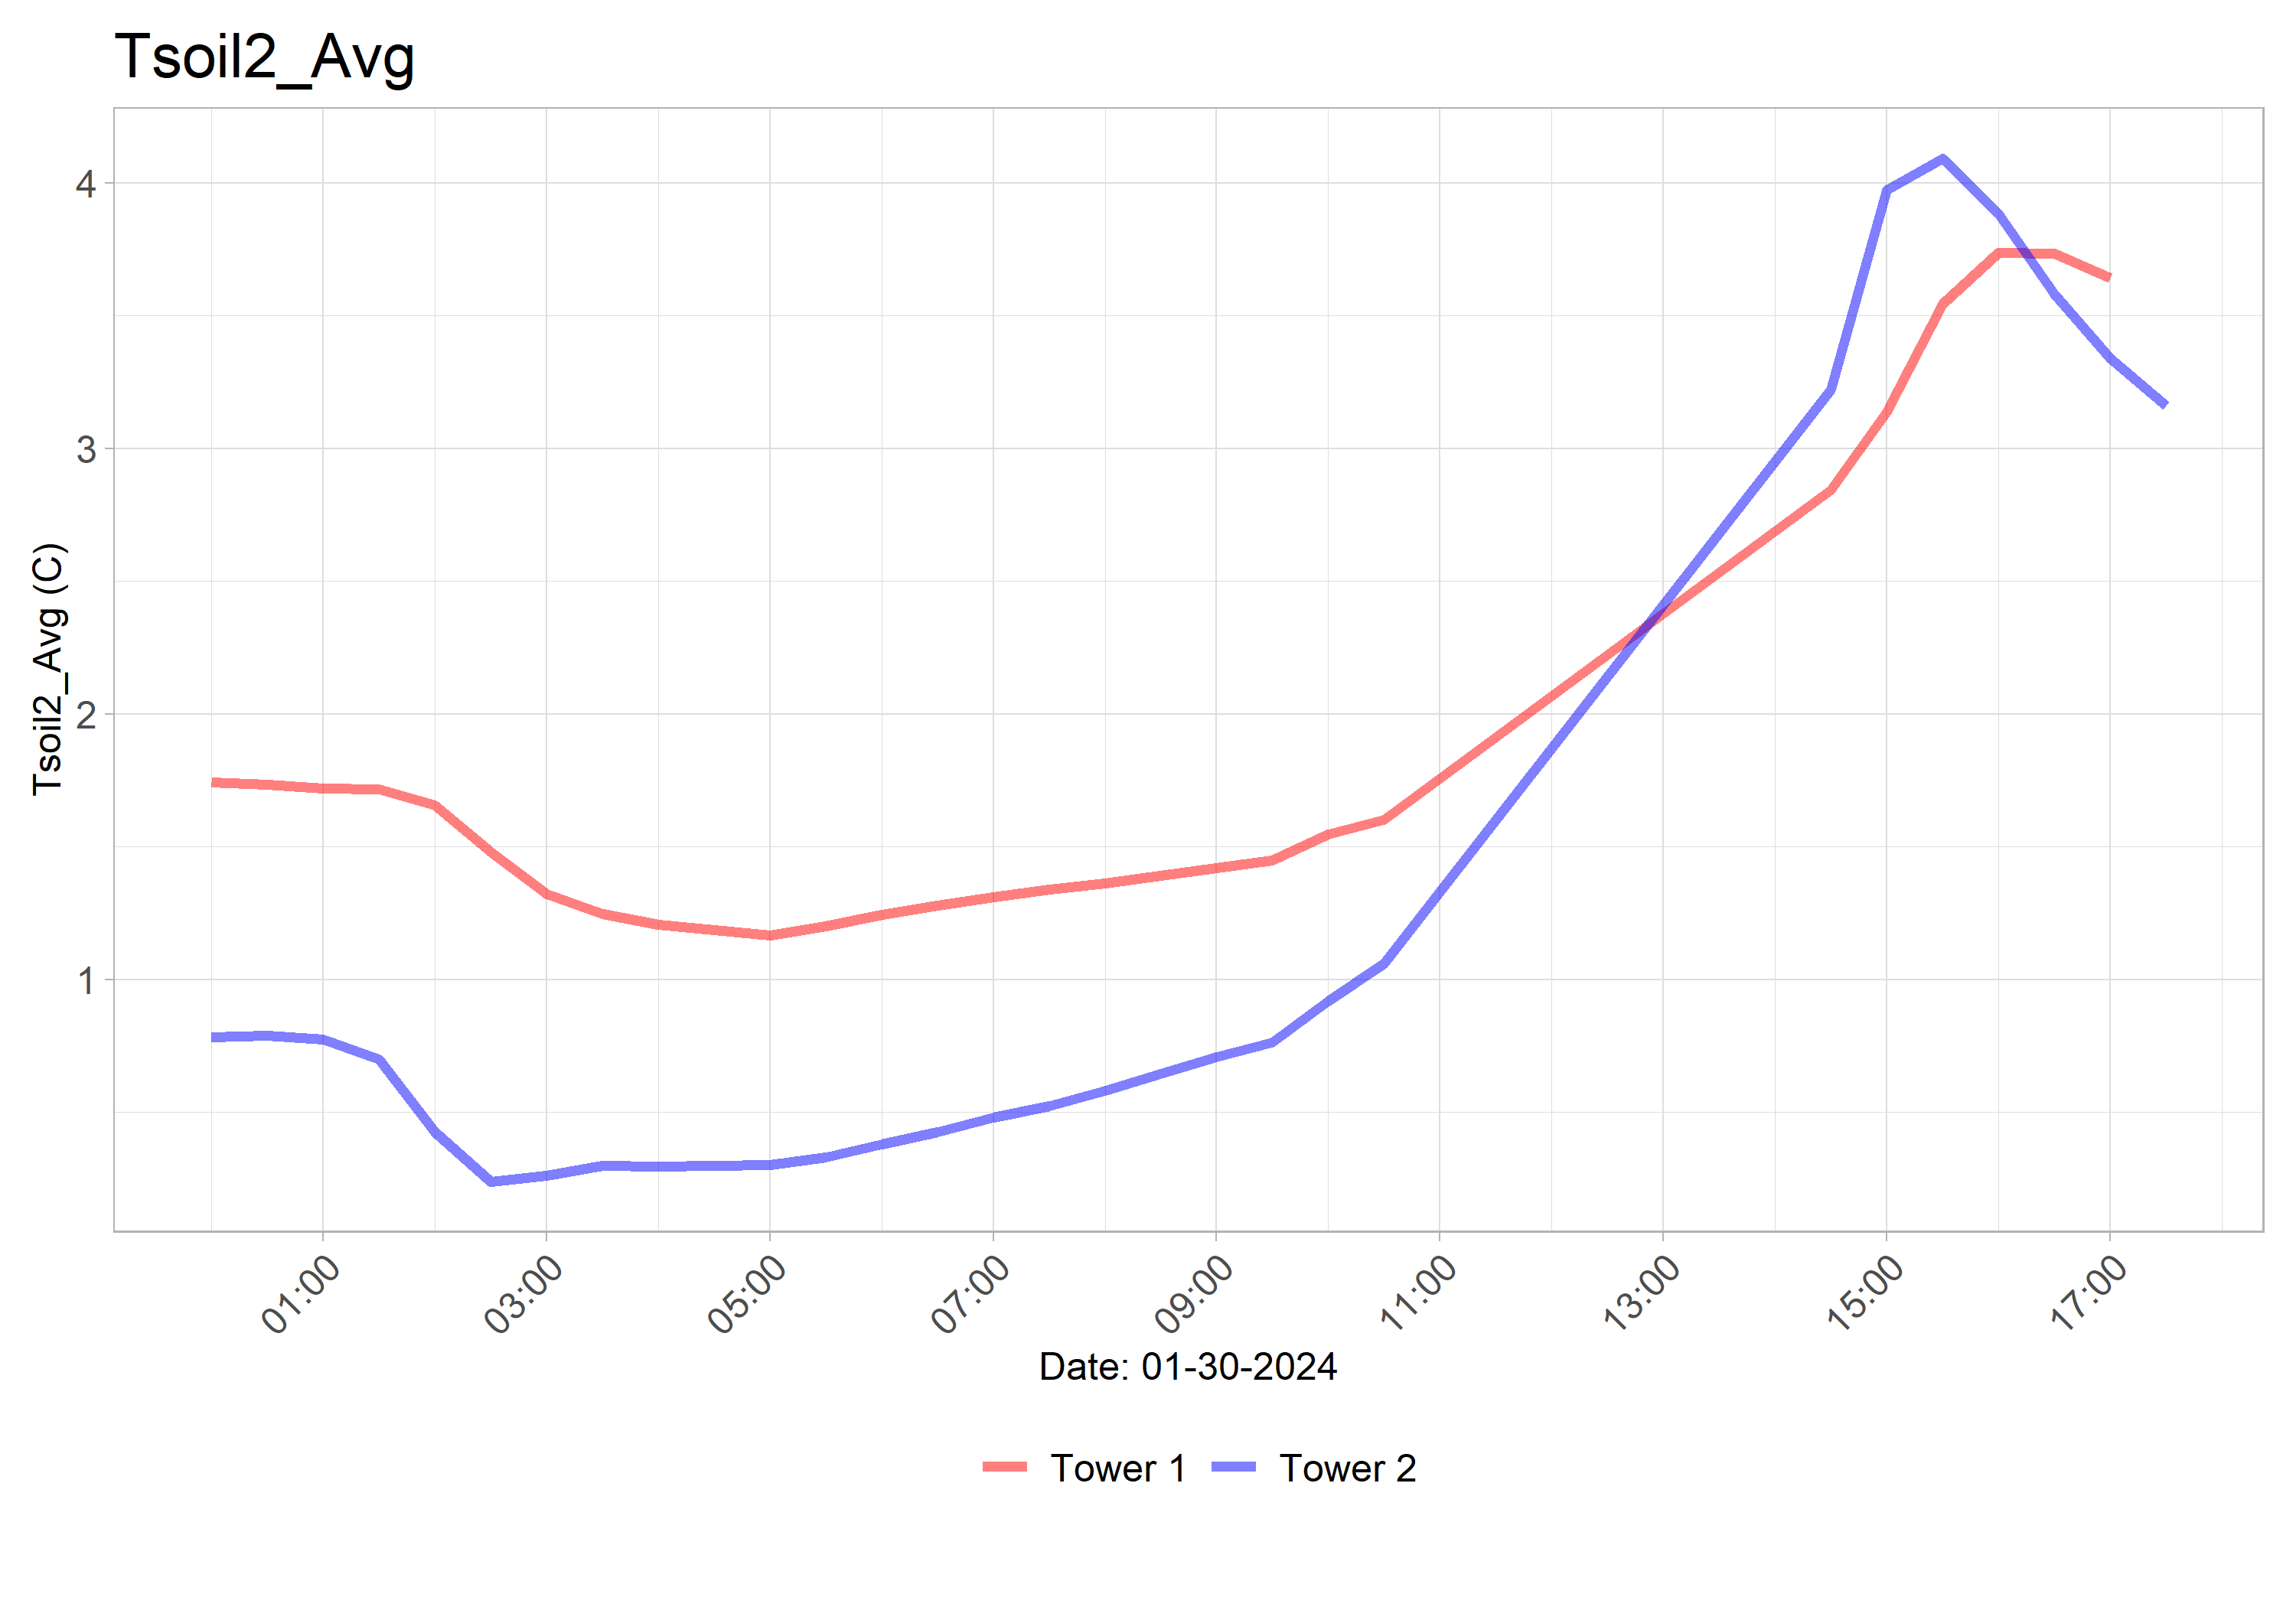 Tsoil2_Avg
Tsoil2_Avg (C)
4
3
2
1
01:00 03:00 05:00 07:00 09:00 11:00 13:00 15:00 17:00
Date: 01-30-2024
Tower 1 Tower 2